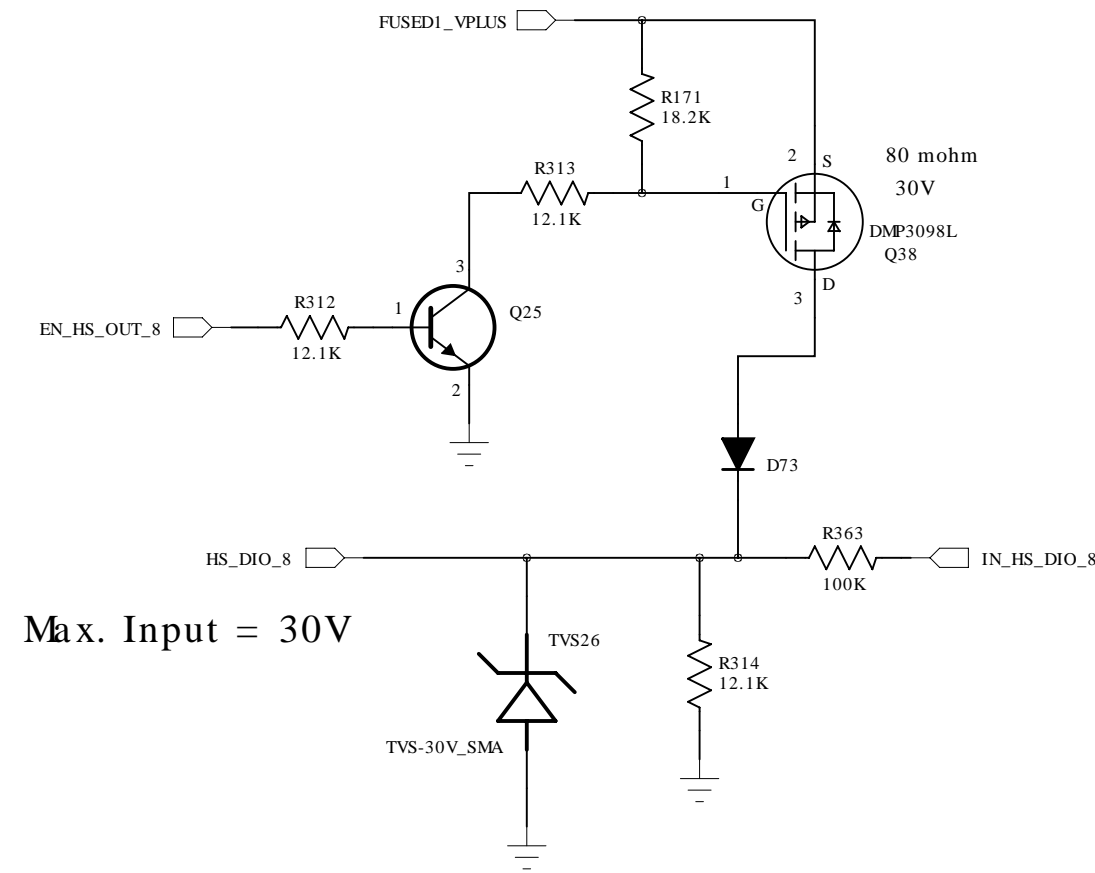 FUSED1_VPLUS
R171
18.2K
2
S
80 mohm
30V
R313
12.1K
1
G
DMP3098L
Q38
3
D
3
R312
12.1K
1
Q25
EN_HS_OUT_8
2
D73
HS_DIO_8
R363
100K
IN_HS_DIO_8
Max. Input = 30V
TVS26
TVS-30V_SMA
R314
12.1K